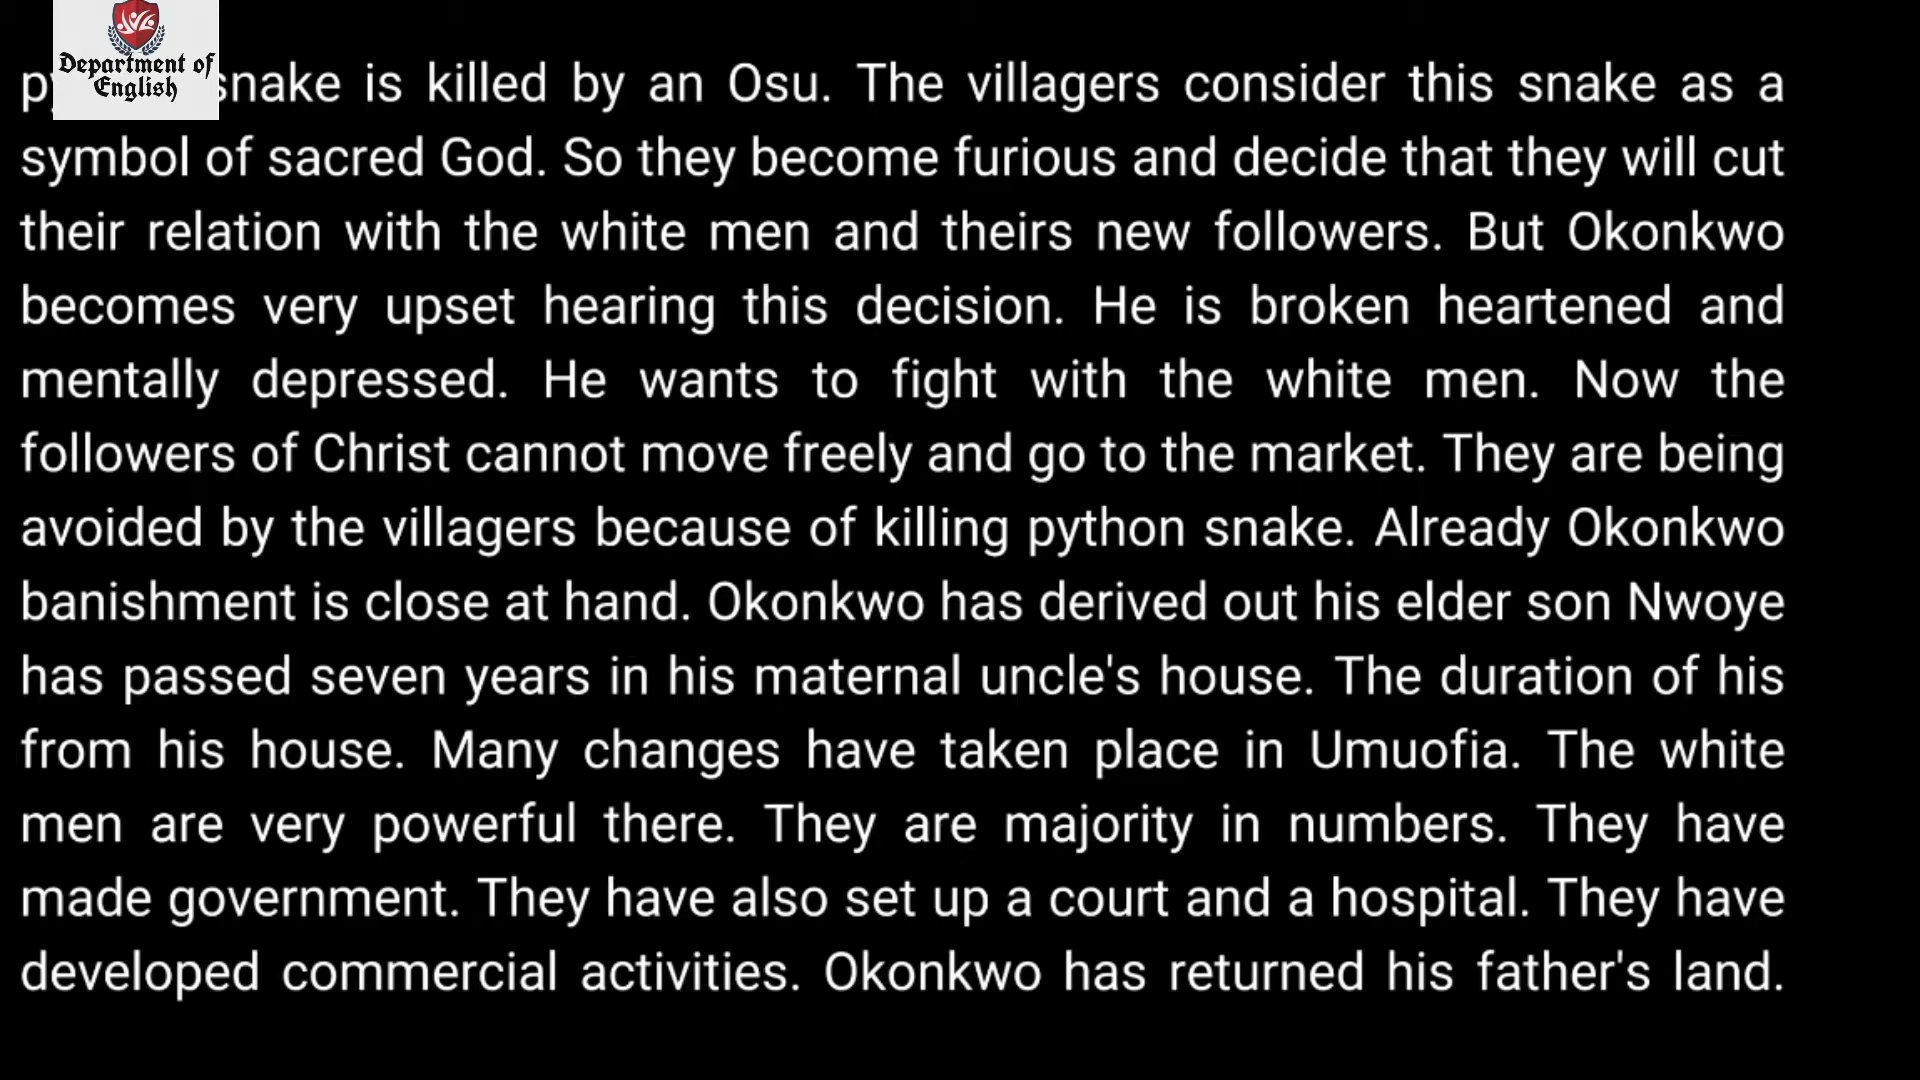 Department of
English
snake is killed by an Osu. The villagers consider this snake as a
symbol of sacred God. So they become furious and decide that they will cut
their relation with the white men and theirs new followers. But Okonkwo
becomes very upset hearing this decision. He is broken heartened and
mentally depressed. He wants to fight with the white men. Now the
followers of Christ cannot move freely and go to the market. They are being
avoided by the villagers because of killing python snake. Already Okonkwo
banishment is close at hand. Okonkwo has derived out his elder son Nwoye
has passed seven years in his maternal uncle's house. The duration of his
from his house. Many changes have taken place in Umuofia. The white
men are very powerful there. They are majority in numbers. They have
made government. They have also set up a court and a hospital. They have
developed commercial activities. Okonkwo has returned his father's land.